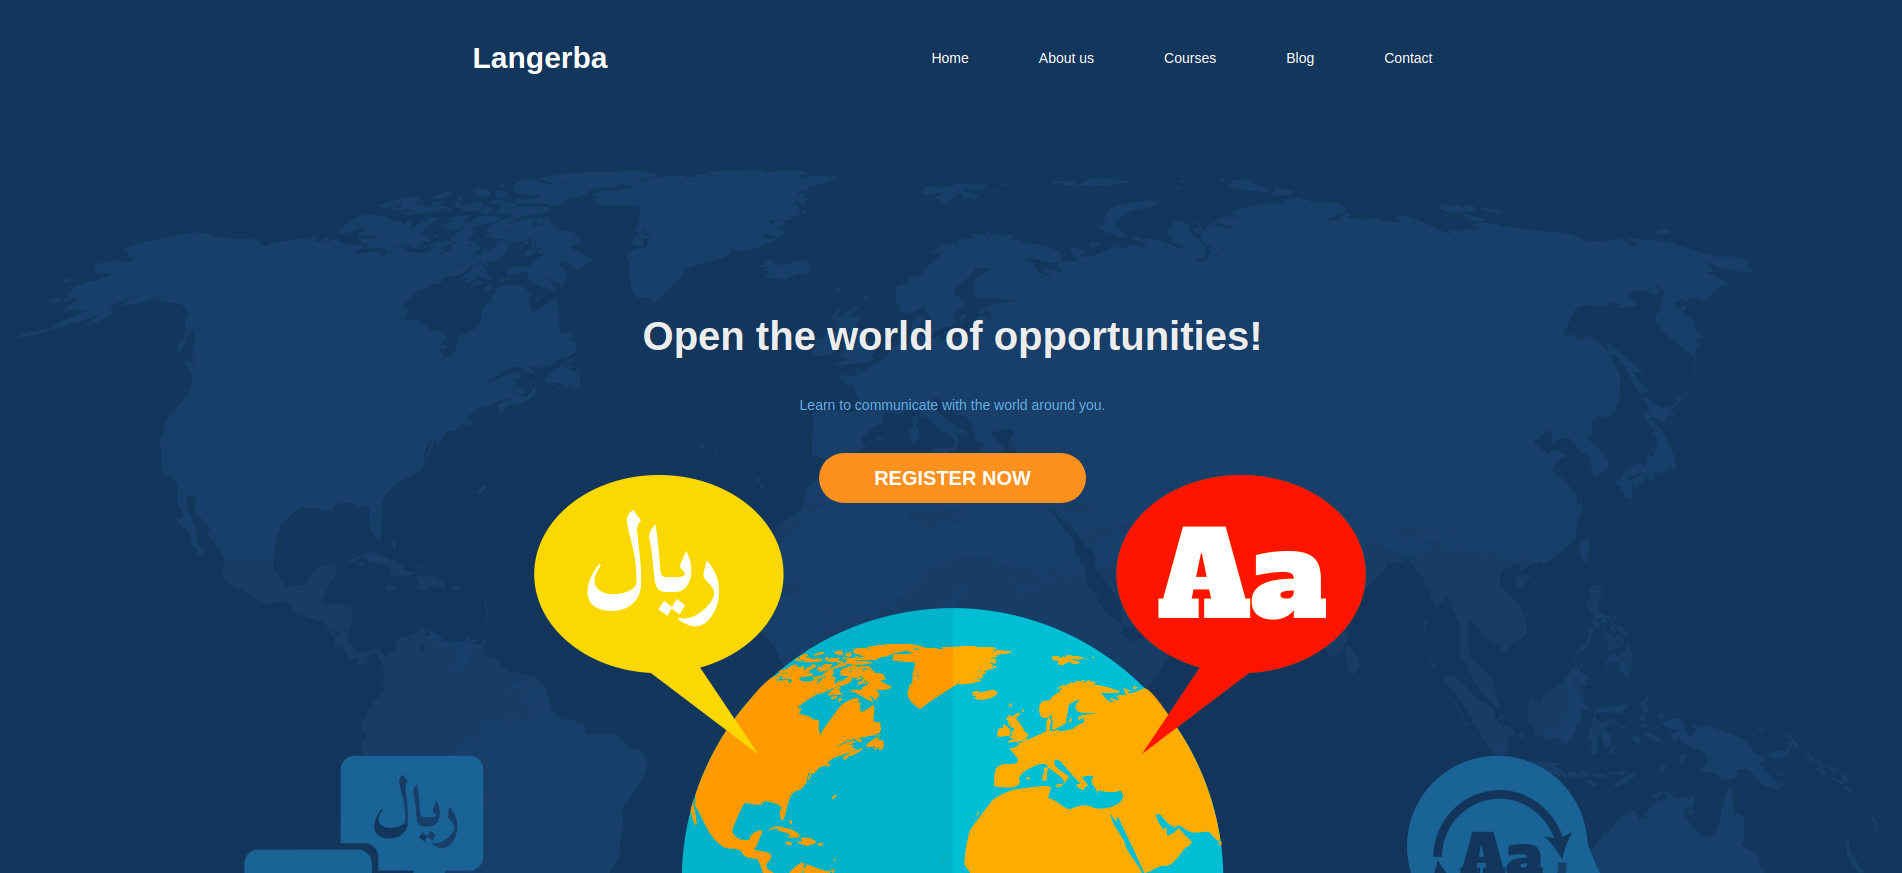 Langerba
Home
About us
Courses
Blog
Contact
Open the world of opportunities!
Learn to communicate with the world around you.
REGISTER NOW
ريال
Aa
ريال
Aa